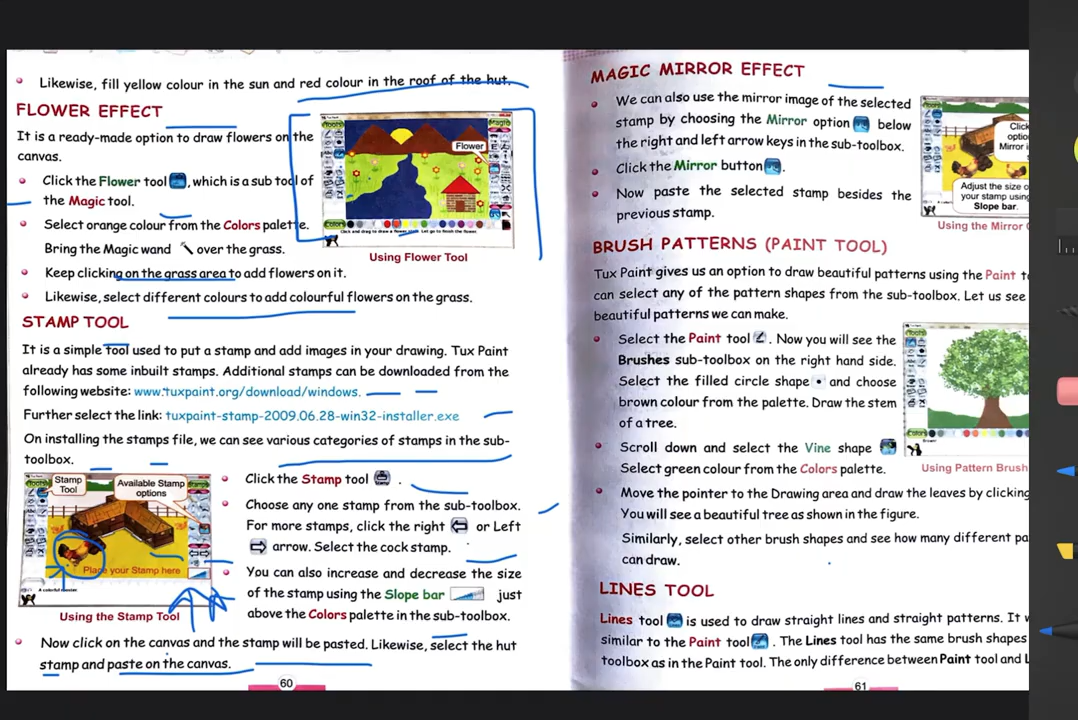 Likewise, fill yellow colour in the sun and red colour in the roof of the hut.
FLOWER EFFECT
It is a ready-made option to draw flowers on the
canvas.
Click the Flower tool , which is a sub tool of
the Magic tool.
Select orange colour from the Colors palette.
Bring the Magic wand over the grass.
Keep clicking on the grass area to add flowers on it.
Likewise, select different colours to add colourful flowers on the grass.
Flower
Click and drag to draw a flower Let go to finish the flower.
Using Flower Tool
STAMP TOOL
It is a simple tool used to put a stamp and add images in your drawing. Tux Paint
already has some inbuilt stamps. Additional stamps can be downloaded from the
following website: www.tuxpaint.org/download/windows.
Further select the link: tuxpaint-stamp-2009.06.28-win32-installer.exe
On installing the stamps file, we can see various categories of stamps in the sub-
toolbox.
Stamp
Tool
Available Stamp
options
Place your Stamp here
Using the Stamp Tool
Click the Stamp tool .
Choose any one stamp from the sub-toolbox.
For more stamps, click the right or Left
arrow. Select the cock stamp.
You can also increase and decrease the size
of the stamp using the Slope bar just
above the Colors palette in the sub-toolbox.
Now click on the canvas and the stamp will be pasted. Likewise, select the hut
stamp and paste on the canvas.
60
MAGIC MIRROR EFFECT
We can also use the mirror image of the selected
stamp by choosing the Mirror option below
the right and left arrow keys in the sub-toolbox.
Click the Mirror button .
Now paste the selected stamp besides the
previous stamp.
Click
optio
Mirror i
Adjust the size o
your stamp using
Slope bar.
Using the Mirror
BRUSH PATTERNS (PAINT TOOL)
Tux Paint gives us an option to draw beautiful patterns using the Paint t
can select any of the pattern shapes from the sub-toolbox. Let us see
beautiful patterns we can make.
Select the Paint tool . Now you will see the
Brushes sub-toolbox on the right hand side.
Select the filled circle shape and choose
brown colour from the palette. Draw the stem
of a tree.
Scroll down and select the Vine shape
Select green colour from the Colors palette.
Using Pattern Brush
Move the pointer to the Drawing area and draw the leaves by clicking
You will see a beautiful tree as shown in the figure.
Similarly, select other brush shapes and see how many different pa
can draw.
LINES TOOL
Lines tool is used to draw straight lines and straight patterns. It w
similar to the Paint tool . The Lines tool has the same brush shapes
toolbox as in the Paint tool. The only difference between Paint tool and L
61